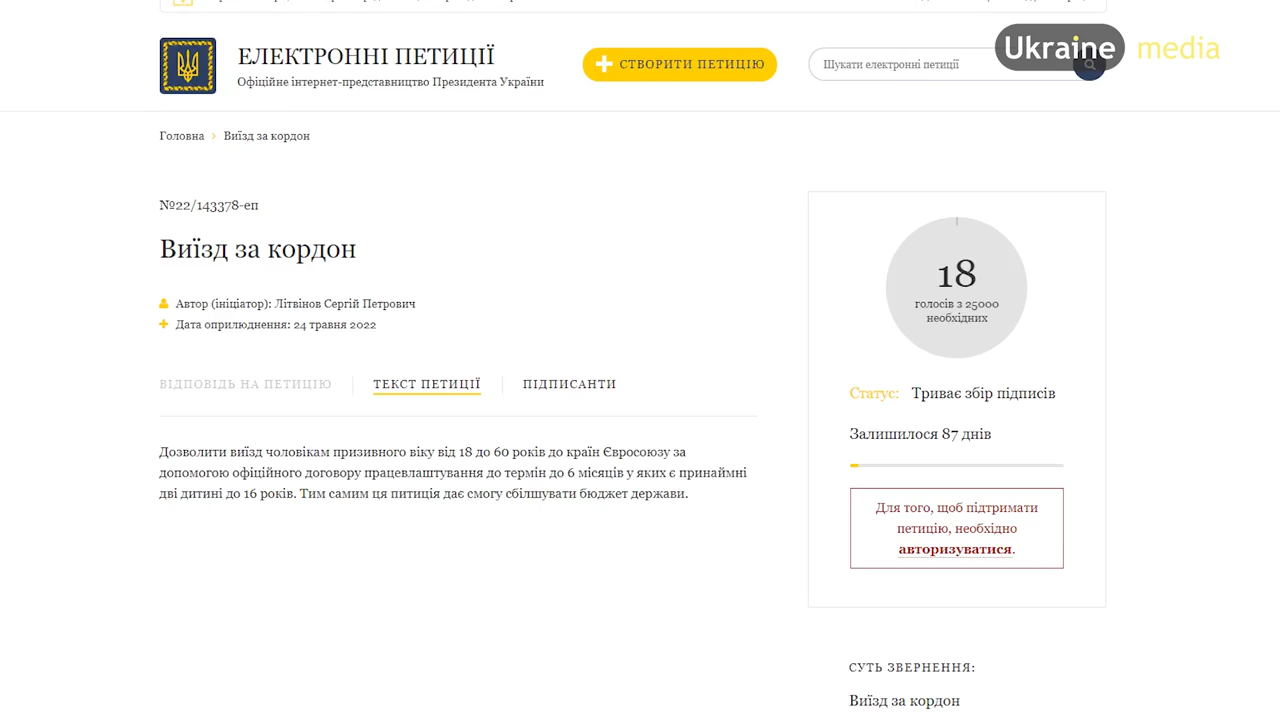 Ukraine media
ЕЛЕКТРОННІ ПЕТИЦІЇ
Офіційне інтернет-представництво Президента України
СТВОРИТИ ПЕТИЦІЮ
Шукати електронні петиції
Головна
Виїзд за кордон
№22/143378-еп
Виїзд за кордон
Автор (ініціатор): Літвінов Сергій Петрович
Дата оприлюднення: 24 травня 2022
ВІДПОВІДЬ НА ПЕТИЦІЮ
ТЕКСТ ПЕТИЦІЇ
ПІДПИСАНТИ
Дозволити виїзд чоловікам призивного віку від 18 до 60 років до країн Євросоюзу за
допомогою офіційного договору працевлаштування до термін до 6 місяців у яких є принаймні
дві дитині до 16 років. Тим самим ця питиція дає смогу сбілшувати бюджет держави.
18
голосів з 25000
необхідних
Статус: Триває збір підписів
Залишилося 87 днів
Для того, щоб підтримати
петицію, необхідно
авторизуватися.
СУТЬ ЗВЕРНЕННЯ:
Виїзд за кордон